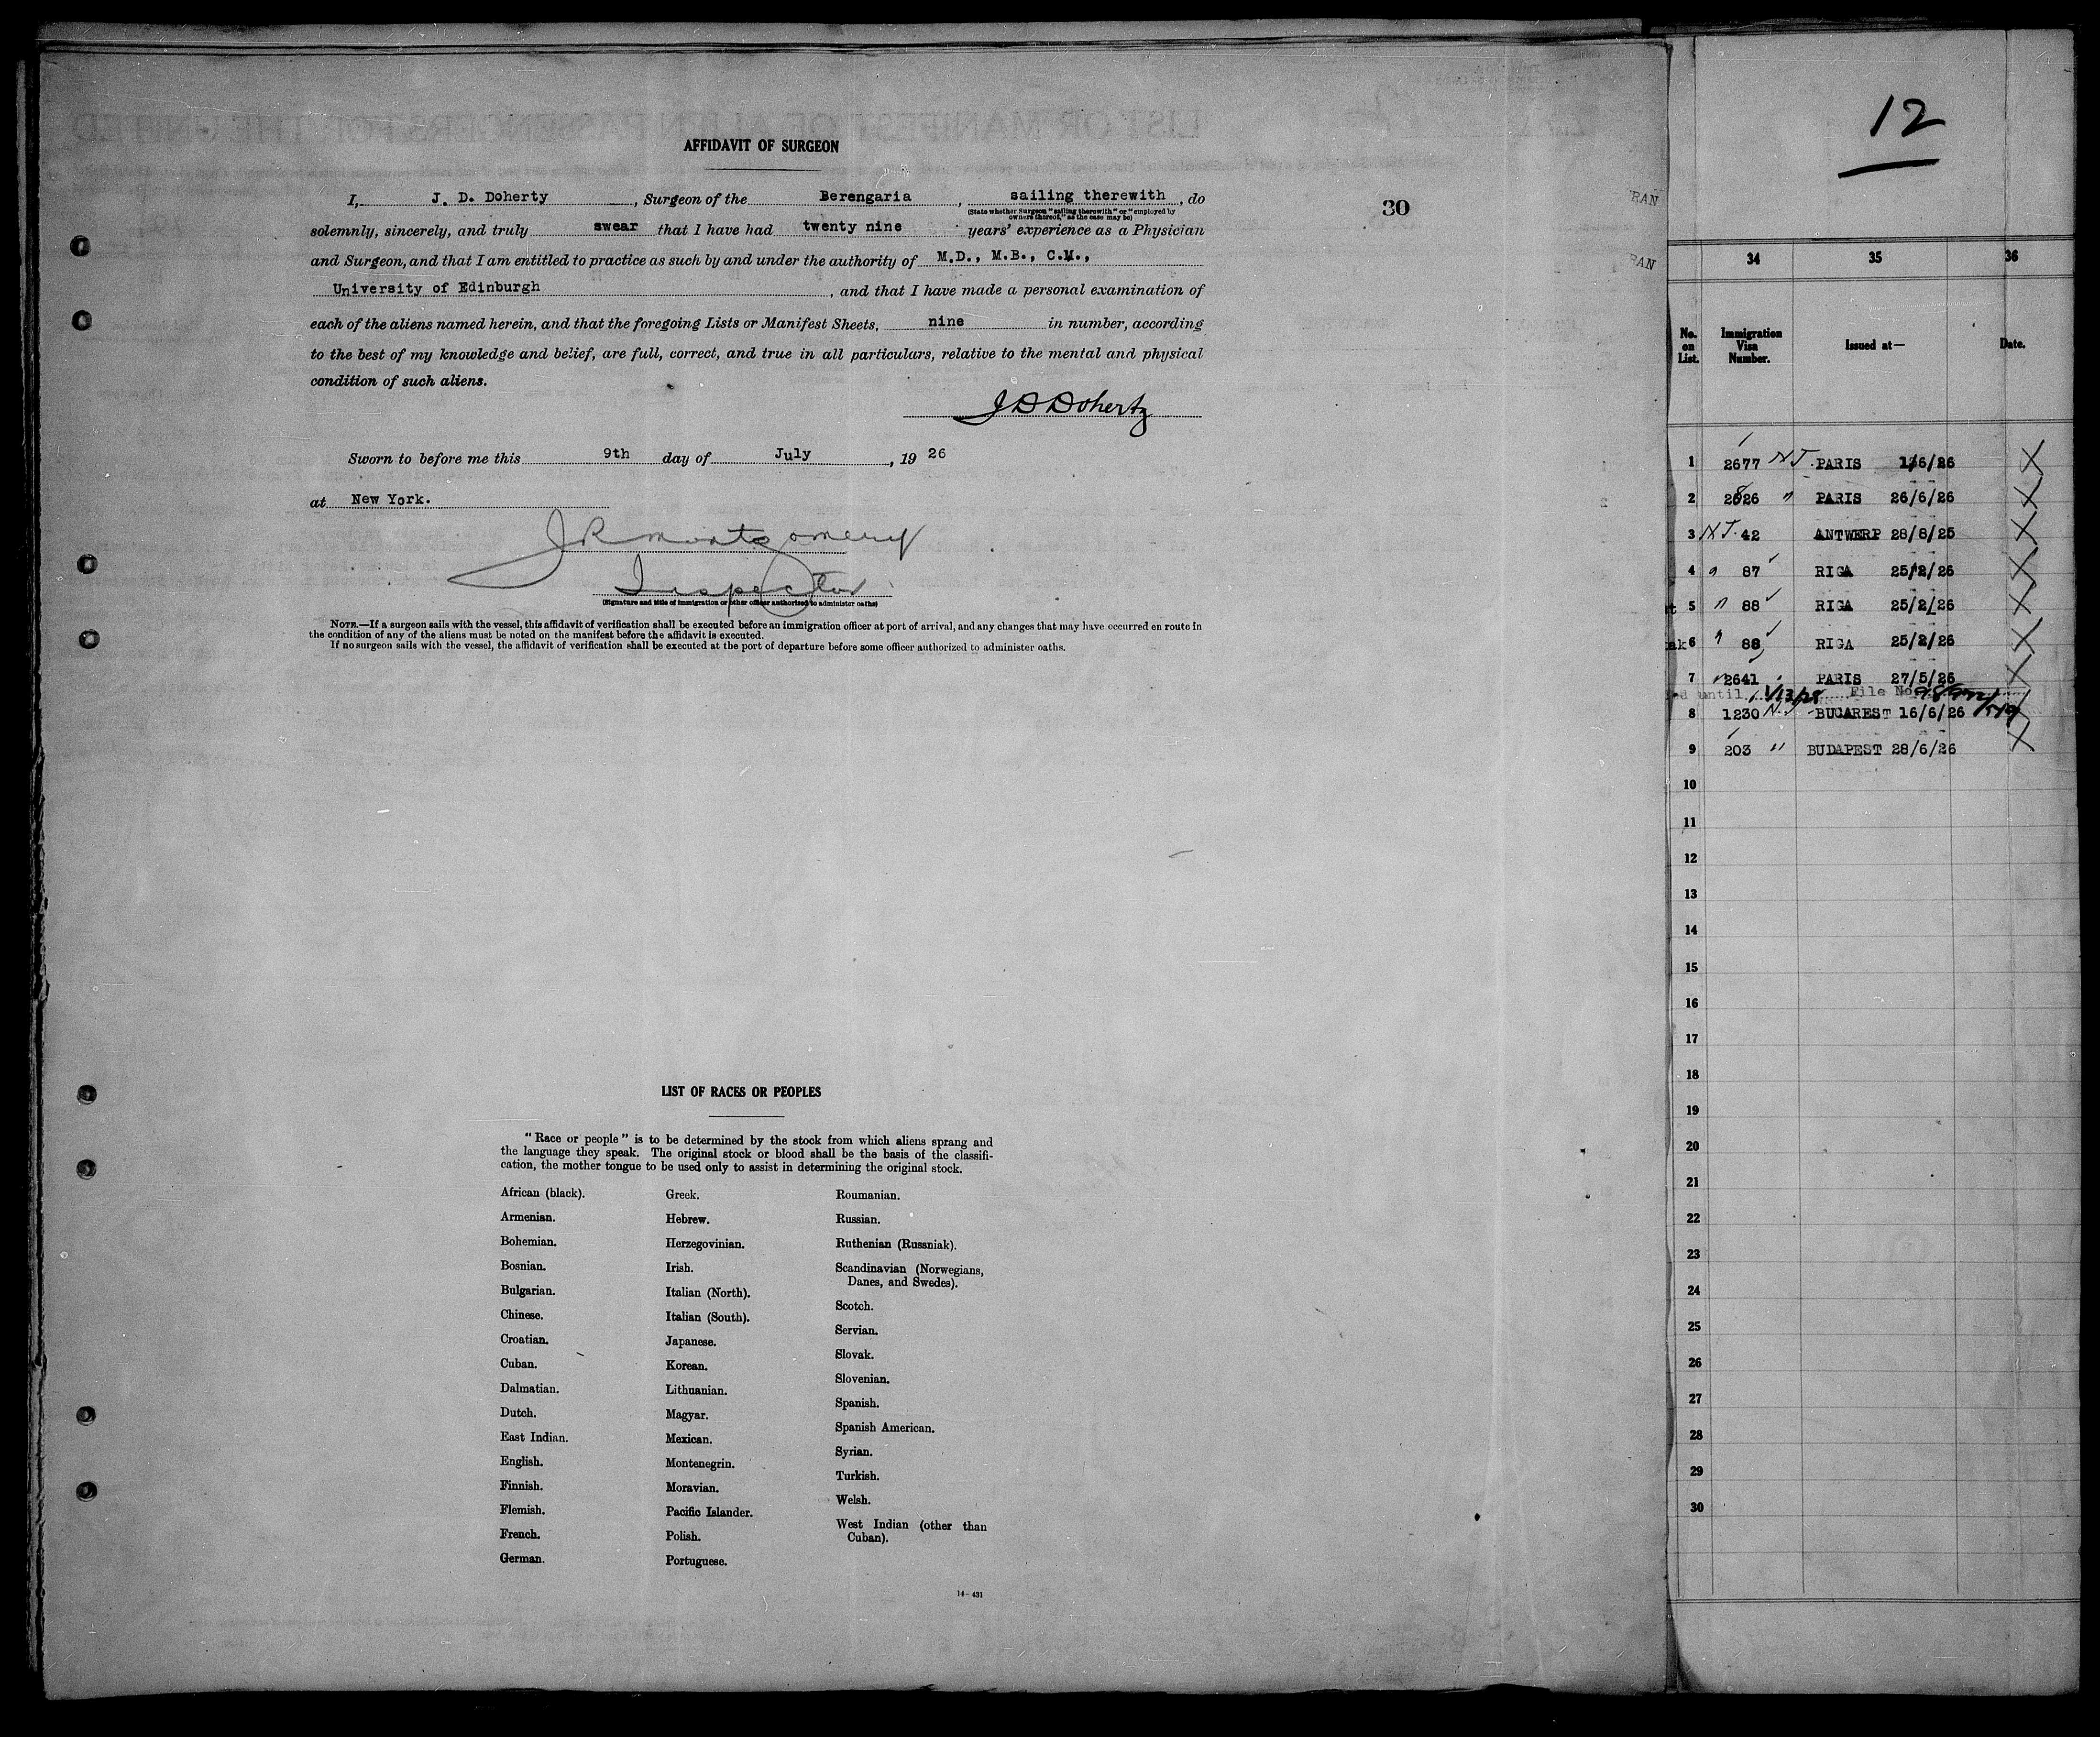 AFFIDAVIT OF SURGEON
I, J. D. Doherty, Surgeon of the Berengaria, sailing therewith, do
(State whether Surgeon "sailing therewith" or "employed by
owners thereof," as the case may be)
solemnly, sincerely, and truly swear that I have had twenty nine years' experience as a Physician
and Surgeon, and that I am entitled to practice as such by and under the authority of M.D., M.B., C.M.,
University of Edinburgh, and that I have made a personal examination of
each of the aliens named herein, and that the foregoing Lists or Manifest Sheets, nine in number, according
to the best of my knowledge and belief, are full, correct, and true in all particulars, relative to the mental and physical
condition of such aliens.
J D Doherty
Sworn to before me this 9th day of July, 19 26
at New York.
J R Montgomery
Inspector
(Signature and title of immigration or other officer authorized to administer oaths)
NOTE.—If a surgeon sails with the vessel, this affidavit of verification shall be executed before an immigration officer at port of arrival, and any changes that may have occurred en route in
the condition of any of the aliens must be noted on the manifest before the affidavit is executed.
If no surgeon sails with the vessel, the affidavit of verification shall be executed at the port of departure before some officer authorized to administer oaths.
30
LIST OF RACES OR PEOPLES
"Race or people" is to be determined by the stock from which aliens sprang and
the language they speak. The original stock or blood shall be the basis of the classifi-
cation, the mother tongue to be used only to assist in determining the original stock.
African (black).
Armenian.
Bohemian.
Bosnian.
Bulgarian.
Chinese.
Croatian.
Cuban.
Dalmatian.
Dutch.
East Indian.
English.
Finnish.
Flemish.
French.
German.
Greek.
Hebrew.
Herzegovinian.
Irish.
Italian (North).
Italian (South).
Japanese.
Korean.
Lithuanian.
Magyar.
Mexican.
Montenegrin.
Moravian.
Pacific Islander.
Polish.
Portuguese.
Roumanian.
Russian.
Ruthenian (Russniak).
Scandinavian (Norwegians,
Danes, and Swedes).
Scotch.
Servian.
Slovak.
Slovenian.
Spanish.
Spanish American.
Syrian.
Turkish.
Welsh.
West Indian (other than
Cuban).
14-431
12
RAN
RAN
34 35 36
No. on List. Immigration Visa Number. Issued at— Date.
1 2677 PARIS /6/26 X
2 2826 " PARIS 26/6/26 X
3 42 ANTWERP 28/8/25 X
4 " 87 RIGA 25/2/26 X
5 " 88 RIGA 25/2/26 X
6 " 88 RIGA 25/2/26 X
7 " 2641 PARIS 27/5/26 X
until 1/13/28 File No.
8 1230 BUCAREST 16/6/26
9 203 " BUDAPEST 28/6/26 X
10
11
12
13
14
15
16
17
18
19
20
21
22
23
24
25
26
27
28
29
30